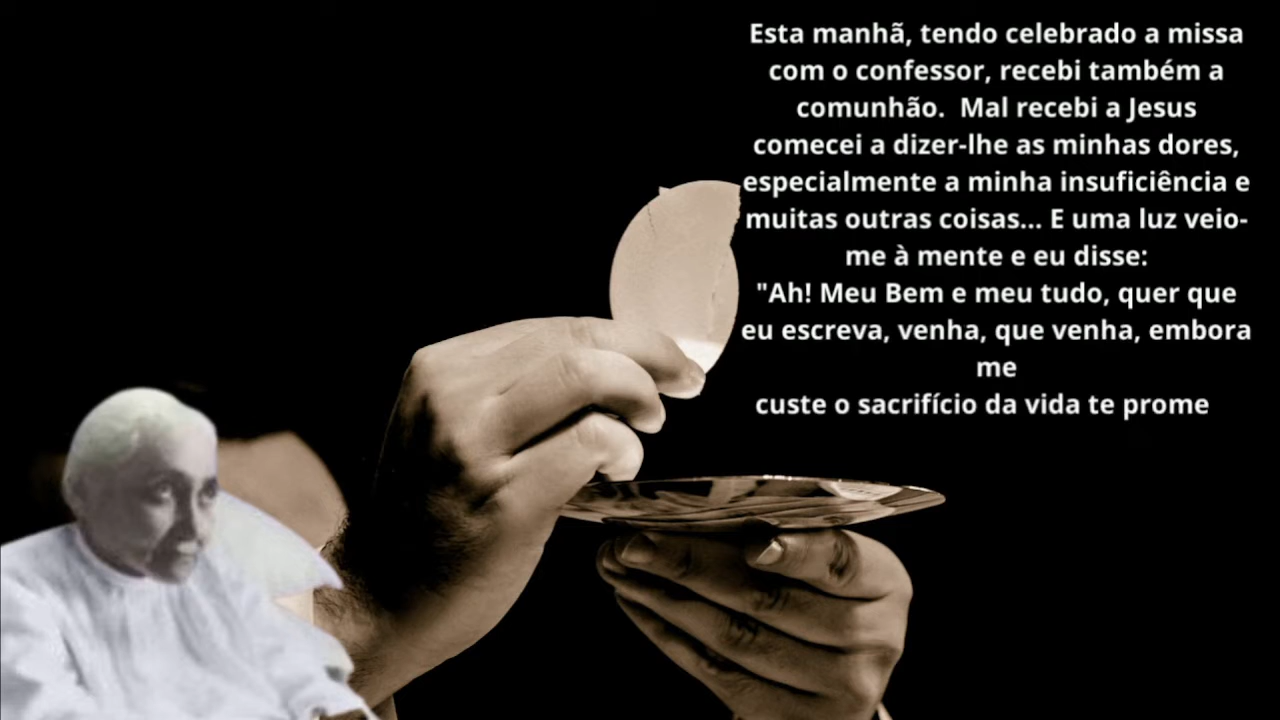 Esta manhã, tendo celebrado a missa
com o confessor, recebi também a
comunhão.  Mal recebi a Jesus
comecei a dizer-lhe as minhas dores,
especialmente a minha insuficiência e
muitas outras coisas... E uma luz veio-
me à mente e eu disse:
"Ah! Meu Bem e meu tudo, quer que
eu escreva, venha, que venha, embora
me
custe o sacrifício da vida te prome